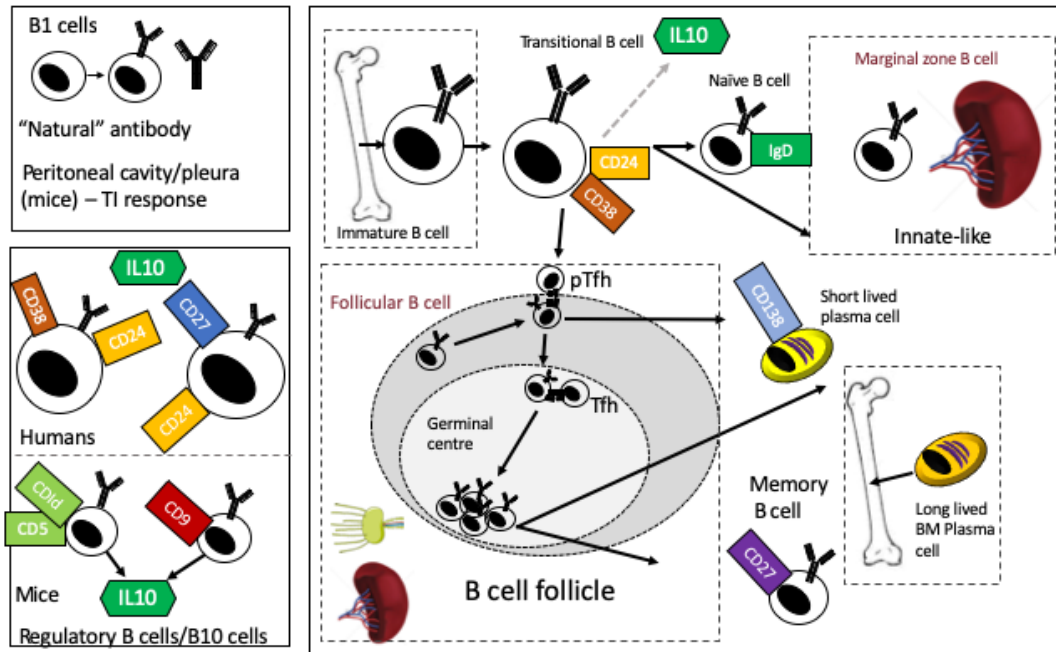 B1 cells
“Natural” antibody
Peritoneal cavity/pleura
(mice) – TI response
IL10
CD38
CD24
CD27
CD24
Humans
CDId
CD5
CD9
Mice
IL10
Regulatory B cells/B10 cells
Immature B cell
Transitional B cell
IL10
CD24
CD38
Naïve B cell
IgD
Marginal zone B cell
Innate-like
Follicular B cell
pTfh
Tfh
Germinal
centre
B cell follicle
CD138
Short lived
plasma cell
Memory
B cell
CD27
Long lived
BM Plasma
cell